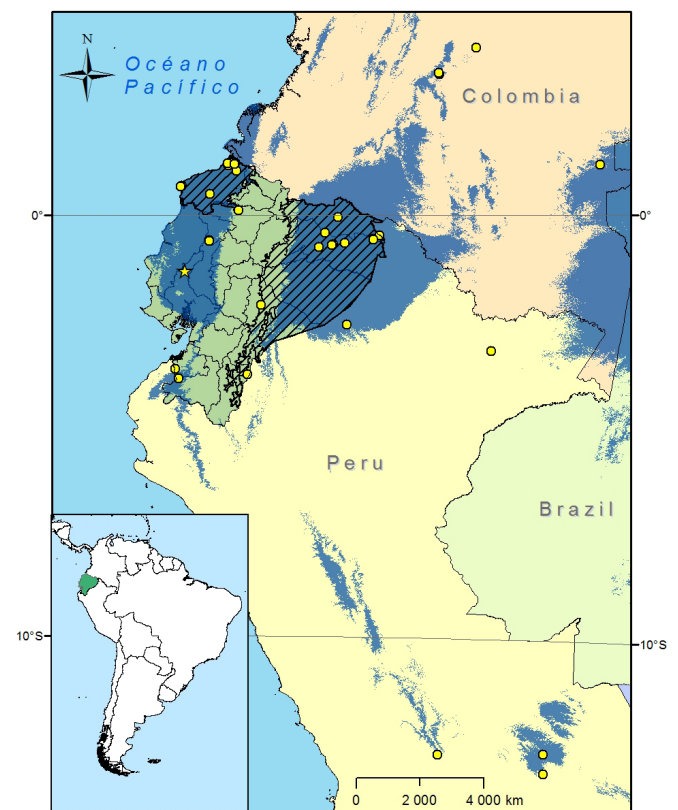 N
Océano
Pacífico
Colombia
0°
0°
Peru
Brazil
10°S
10°S
0 2 000 4 000 km